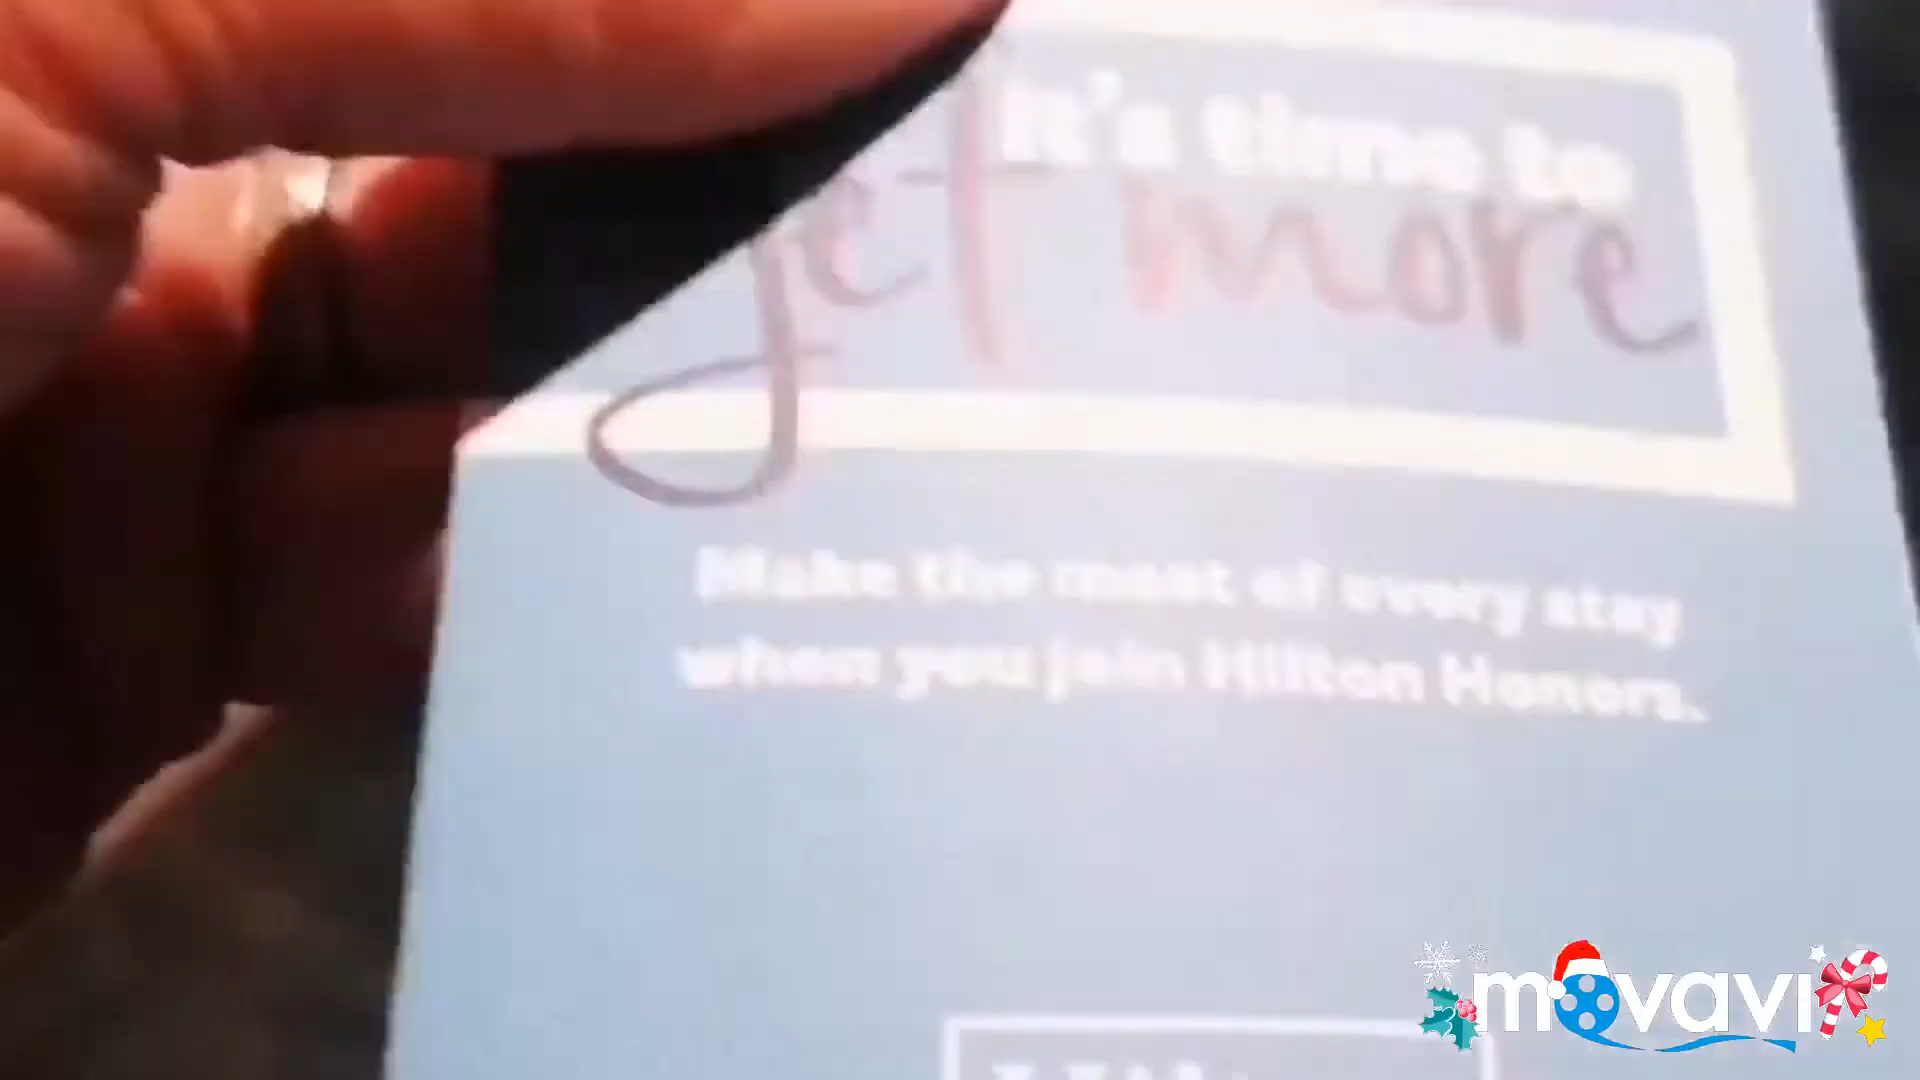 It's time to
get more
Make the most of every stay
when you join Hilton Honors.
movavi